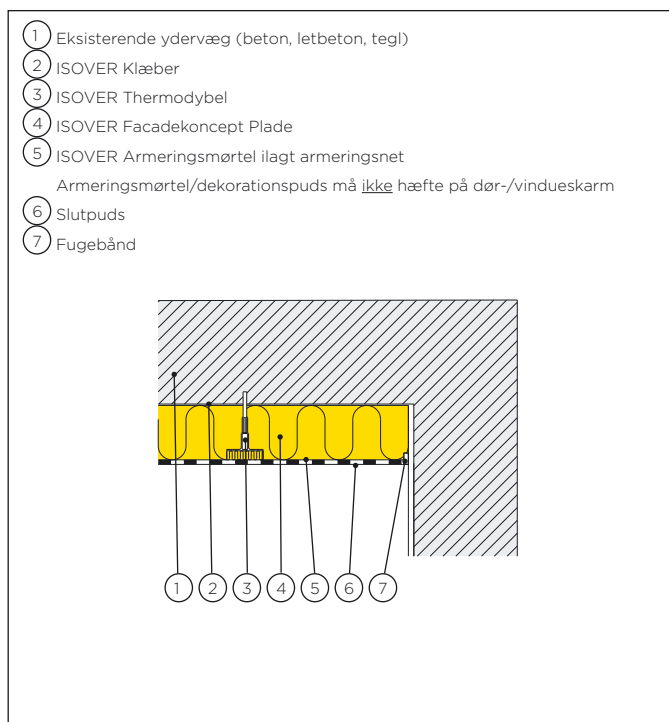 1 Eksisterende ydervæg (beton, letbeton, tegl)
2 ISOVER Klæber
3 ISOVER Thermodybel
4 ISOVER Facadekoncept Plade
5 ISOVER Armeringsmørtel ilagt armeringsnet
Armeringsmørtel/dekorationspuds må ikke hæfte på dør-/vindueskarm
6 Slutpuds
7 Fugebånd
1 2 3 4 5 6 7